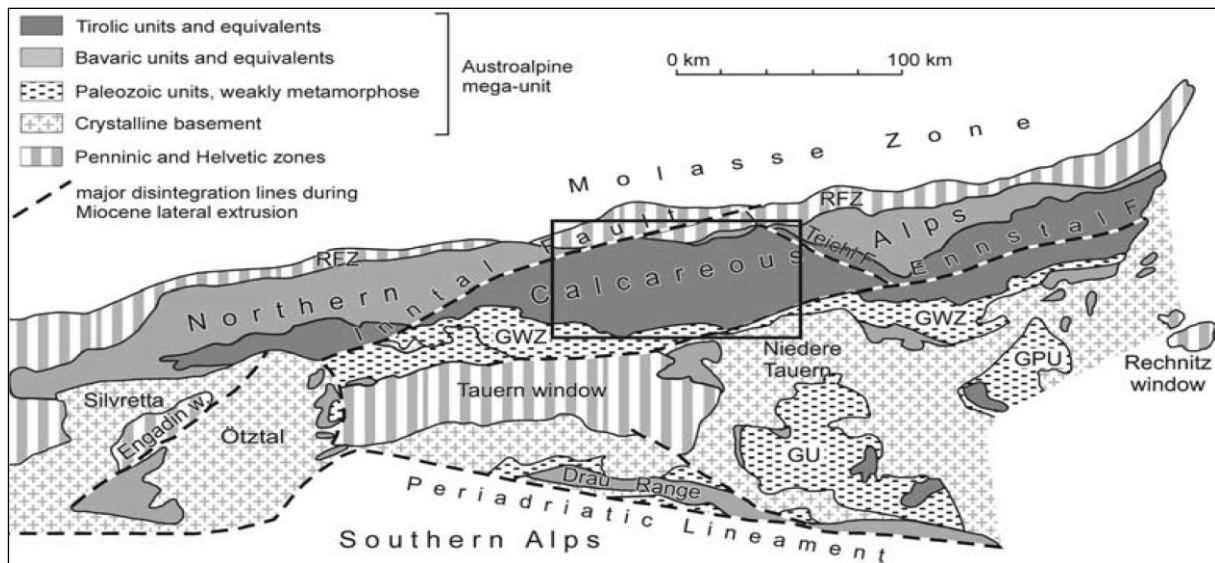 Tirolic units and equivalents
Bavaric units and equivalents
Paleozoic units, weakly metamorphose
Crystalline basement
Penninic and Helvetic zones
major disintegration lines during
Miocene lateral extrusion
Austroalpine
mega-unit
0 km 100 km
Molasse Zone
RFZ
RFZ
Northern Calcareous Alps
Inntal Fault
Teichl F
Ennstal F
GWZ
GWZ
GPU
Rechnitz
window
Niedere
Tauern
Tauern window
Silvretta
Engadin w.
Ötztal
GU
Drau Range
Periadriatic Lineament
Southern Alps